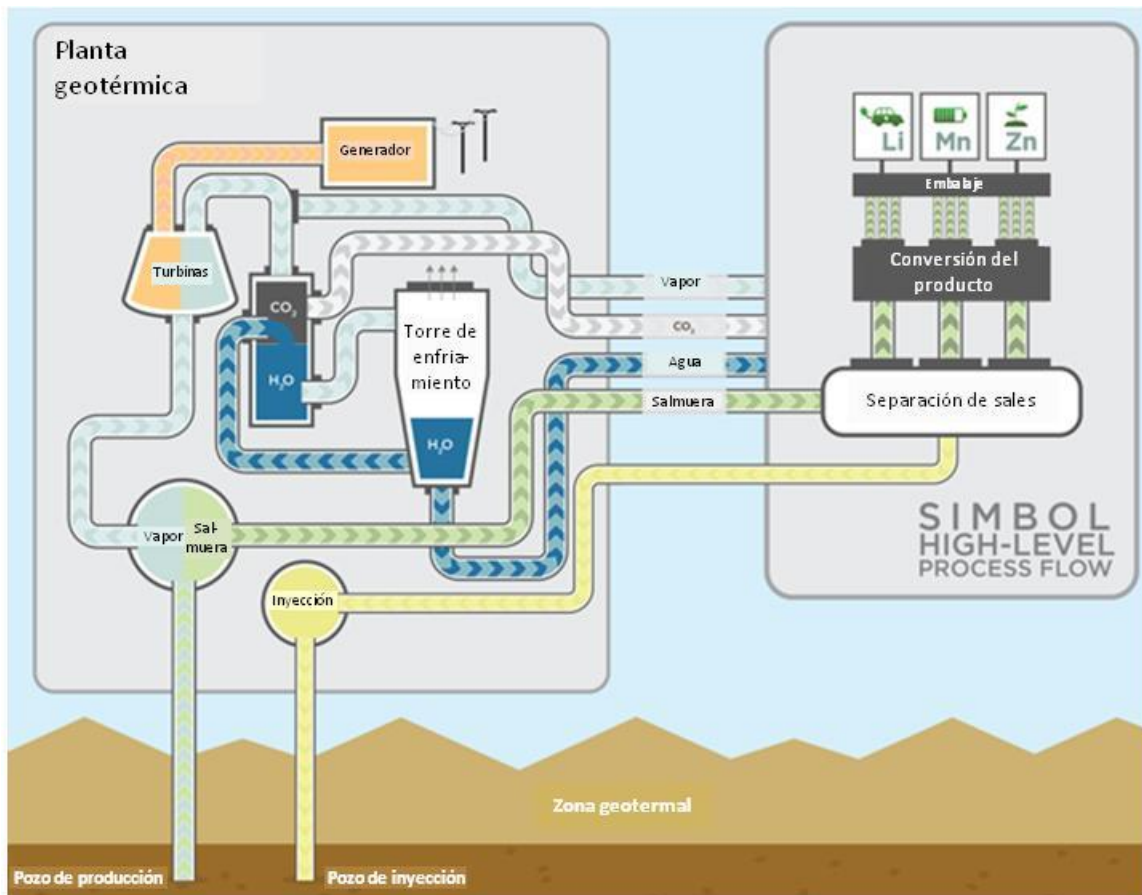 Planta
geotérmica
Generador
Turbinas
CO₂
H₂O
Torre de
enfria-
miento
H₂O
Vapor
Sal-
muera
Inyección
Vapor
CO₂
Agua
Salmuera
Li
Mn
Zn
Embalaje
Conversión del
producto
Separación de sales
SIMBOL
HIGH-LEVEL
PROCESS FLOW
Zona geotermal
Pozo de producción
Pozo de inyección